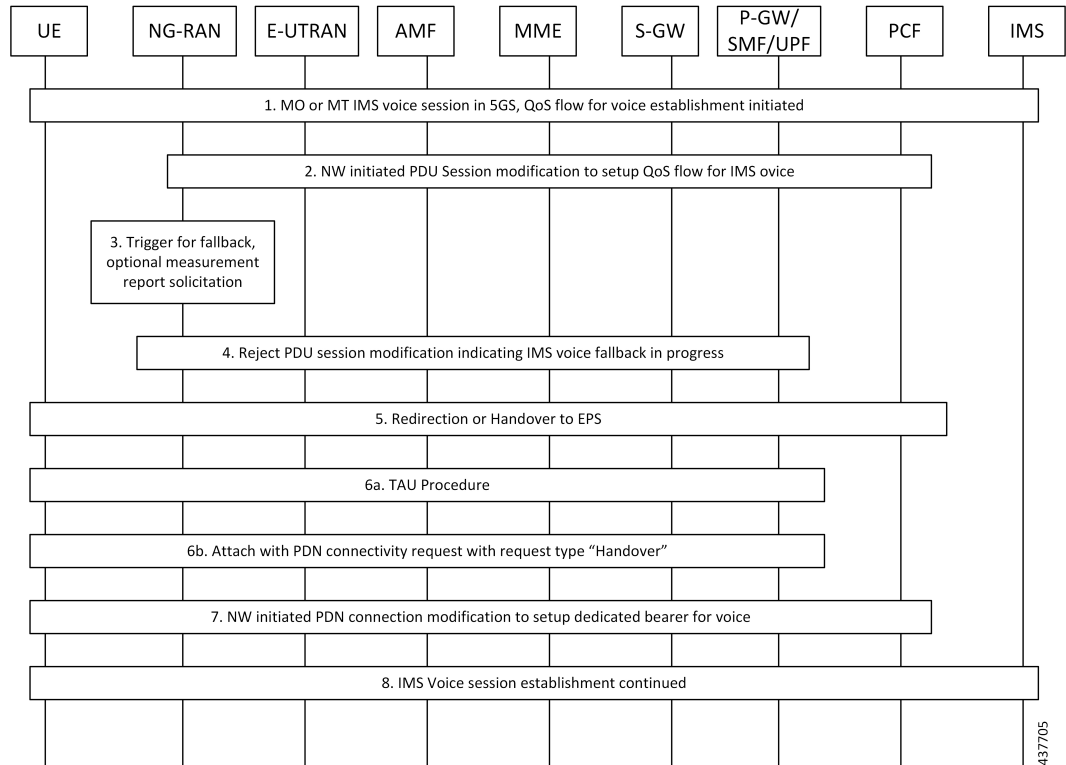 UE
NG-RAN
E-UTRAN
AMF
MME
S-GW
P-GW/
SMF/UPF
PCF
IMS
1. MO or MT IMS voice session in 5GS, QoS flow for voice establishment initiated
2. NW initiated PDU Session modification to setup QoS flow for IMS ovice
3. Trigger for fallback,
optional measurement
report solicitation
4. Reject PDU session modification indicating IMS voice fallback in progress
5. Redirection or Handover to EPS
6a. TAU Procedure
6b. Attach with PDN connectivity request with request type “Handover”
7. NW initiated PDN connection modification to setup dedicated bearer for voice
8. IMS Voice session establishment continued
437705